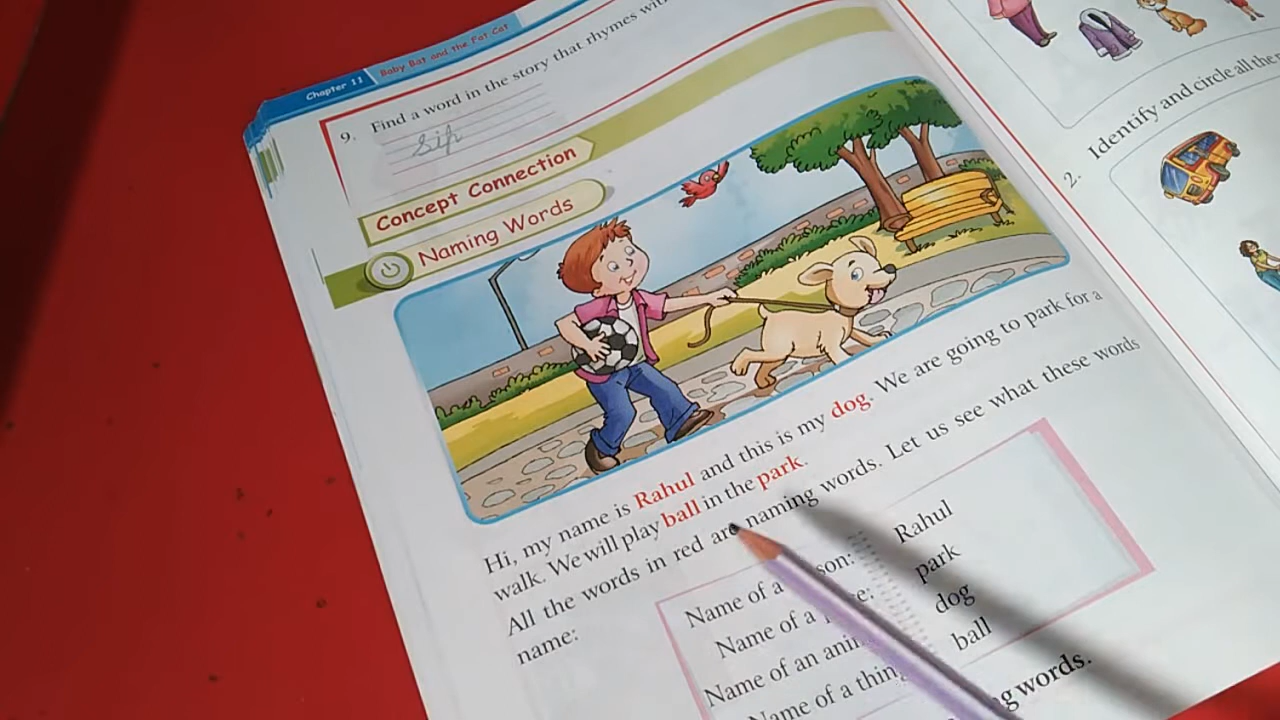 Chapter 11 Baby Bat and the Fat Cat
9. Find a word in the story that rhymes
Sip
Concept Connection
Naming Words
Hi, my name is Rahul and this is my dog. We are going to park for a
walk. We will play ball in the park.
All the words in red are naming words. Let us see what these words
name:
Name of a Rahul
Name of a park
Name of an dog
Name of a ball
words.
2. Identify and circle all the